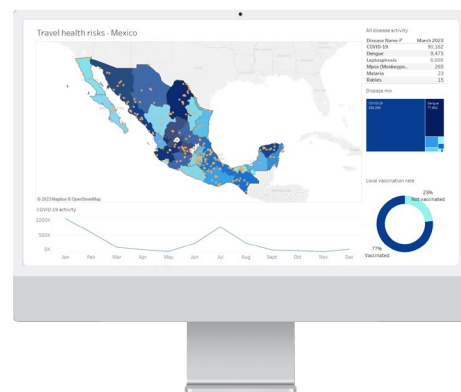 Travel health risks - Mexico
© 2023 Mapbox © OpenStreetMap
COVID 19 activity
1000K
500K
0K
Jan Feb Mar Apr May Jun Jul Aug Sept Oct Nov Dec
All disease activity
Disease Name March 2023
COVID-19 90,162
Dengue 9,473
Leptospirosis 6,000
Mpox (Monkeypo.. 265
Malaria 23
Rabies 15
Disease mix
COVID-19
Dengue
Local vaccination rate
23%
Not vaccinated
77%
Vaccinated